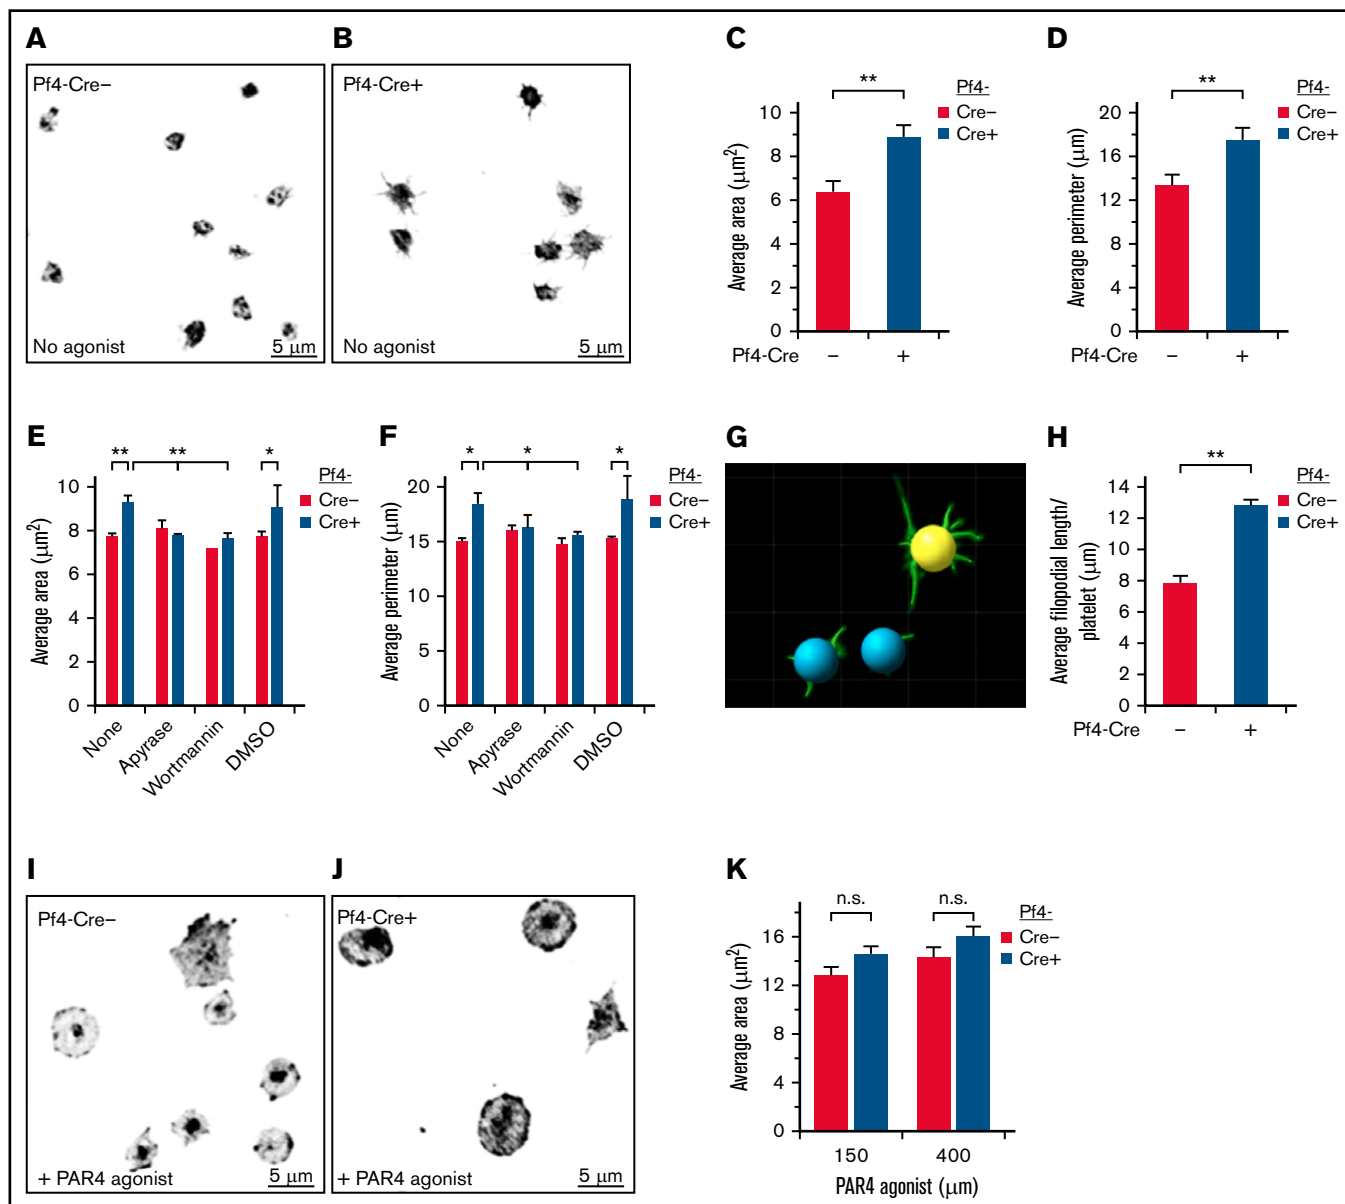 A
B
C
D
Pf4-Cre–
No agonist
5 μm
Pf4-Cre+
No agonist
5 μm
**
Pf4-
Cre–
Cre+
Average area (μm²)
10
8
6
4
2
0
Pf4-Cre – +
**
Pf4-
Cre–
Cre+
Average perimeter (μm)
20
16
12
8
4
0
Pf4-Cre – +
E
F
G
H
** ** *
Pf4-
Cre–
Cre+
Average area (μm²)
10
8
6
4
2
0
None
Apyrase
Wortmannin
DMSO
* * *
Pf4-
Cre–
Cre+
Average perimeter (μm)
20
15
10
5
0
None
Apyrase
Wortmannin
DMSO
**
Pf4-
Cre–
Cre+
Average filopodial length/
platelet (μm)
14
12
10
8
6
4
2
0
Pf4-Cre – +
I
J
K
Pf4-Cre–
+ PAR4 agonist
5 μm
Pf4-Cre+
+ PAR4 agonist
5 μm
n.s. n.s.
Pf4-
Cre–
Cre+
Average area (μm²)
16
12
8
4
0
150 400
PAR4 agonist (μm)